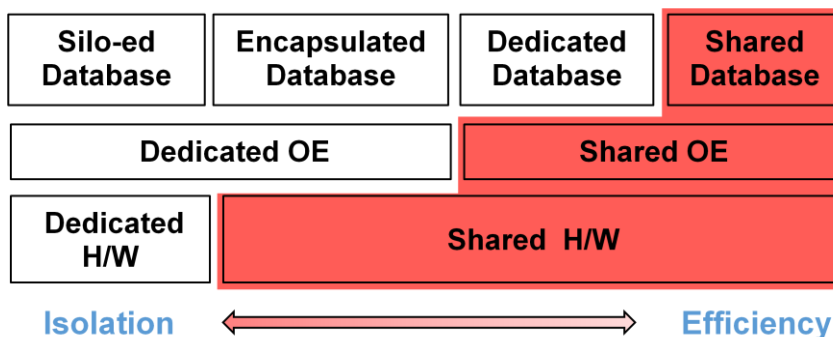 Silo-ed
Database
Encapsulated
Database
Dedicated
Database
Shared
Database
Dedicated OE
Shared OE
Dedicated
H/W
Shared H/W
Isolation
Efficiency